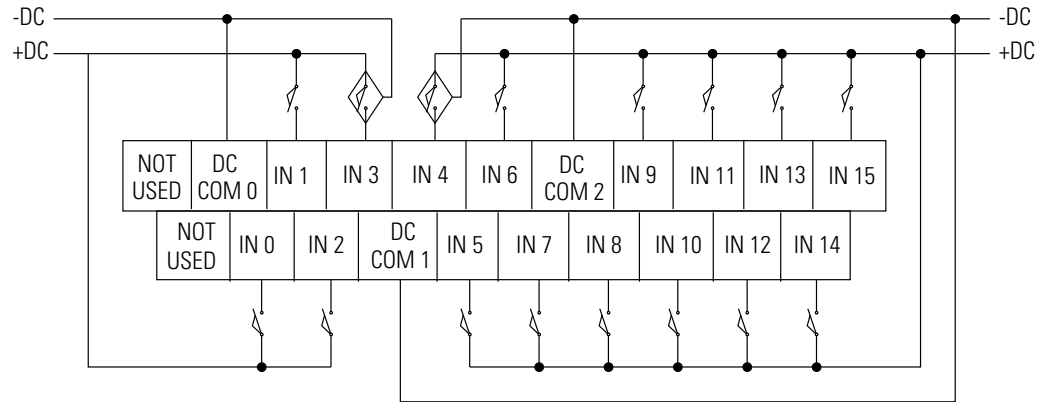 -DC
-DC
+DC
+DC
NOT USED
DC COM 0
IN 1
IN 3
IN 4
IN 6
DC COM 2
IN 9
IN 11
IN 13
IN 15
NOT USED
IN 0
IN 2
DC COM 1
IN 5
IN 7
IN 8
IN 10
IN 12
IN 14